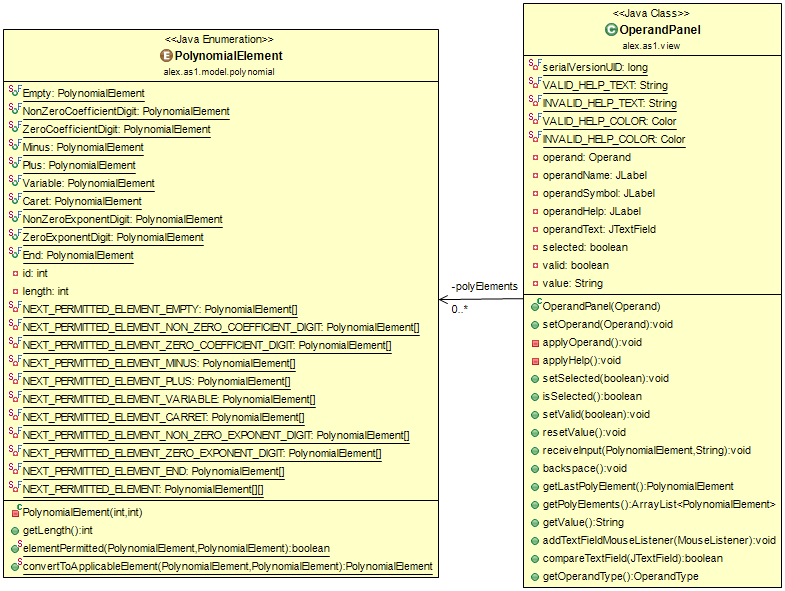 <<Java Enumeration>>
PolynomialElement
alex.as1.model.polynomial
Empty: PolynomialElement
NonZeroCoefficientDigit: PolynomialElement
ZeroCoefficientDigit: PolynomialElement
Minus: PolynomialElement
Plus: PolynomialElement
Variable: PolynomialElement
Caret: PolynomialElement
NonZeroExponentDigit: PolynomialElement
ZeroExponentDigit: PolynomialElement
End: PolynomialElement
id: int
length: int
NEXT_PERMITTED_ELEMENT_EMPTY: PolynomialElement[]
NEXT_PERMITTED_ELEMENT_NON_ZERO_COEFFICIENT_DIGIT: PolynomialElement[]
NEXT_PERMITTED_ELEMENT_ZERO_COEFFICIENT_DIGIT: PolynomialElement[]
NEXT_PERMITTED_ELEMENT_MINUS: PolynomialElement[]
NEXT_PERMITTED_ELEMENT_PLUS: PolynomialElement[]
NEXT_PERMITTED_ELEMENT_VARIABLE: PolynomialElement[]
NEXT_PERMITTED_ELEMENT_CARRET: PolynomialElement[]
NEXT_PERMITTED_ELEMENT_NON_ZERO_EXPONENT_DIGIT: PolynomialElement[]
NEXT_PERMITTED_ELEMENT_ZERO_EXPONENT_DIGIT: PolynomialElement[]
NEXT_PERMITTED_ELEMENT_END: PolynomialElement[]
NEXT_PERMITTED_ELEMENT: PolynomialElement[][]
PolynomialElement(int,int)
getLength():int
elementPermitted(PolynomialElement,PolynomialElement):boolean
convertToApplicableElement(PolynomialElement,PolynomialElement):PolynomialElement
-polyElements
0..*
<<Java Class>>
OperandPanel
alex.as1.view
serialVersionUID: long
VALID_HELP_TEXT: String
INVALID_HELP_TEXT: String
VALID_HELP_COLOR: Color
INVALID_HELP_COLOR: Color
operand: Operand
operandName: JLabel
operandSymbol: JLabel
operandHelp: JLabel
operandText: JTextField
selected: boolean
valid: boolean
value: String
OperandPanel(Operand)
setOperand(Operand):void
applyOperand():void
applyHelp():void
setSelected(boolean):void
isSelected():boolean
setValid(boolean):void
resetValue():void
receiveInput(PolynomialElement,String):void
backspace():void
getLastPolyElement():PolynomialElement
getPolyElements():ArrayList<PolynomialElement>
getValue():String
addTextFieldMouseListener(MouseListener):void
compareTextField(JTextField):boolean
getOperandType():OperandType